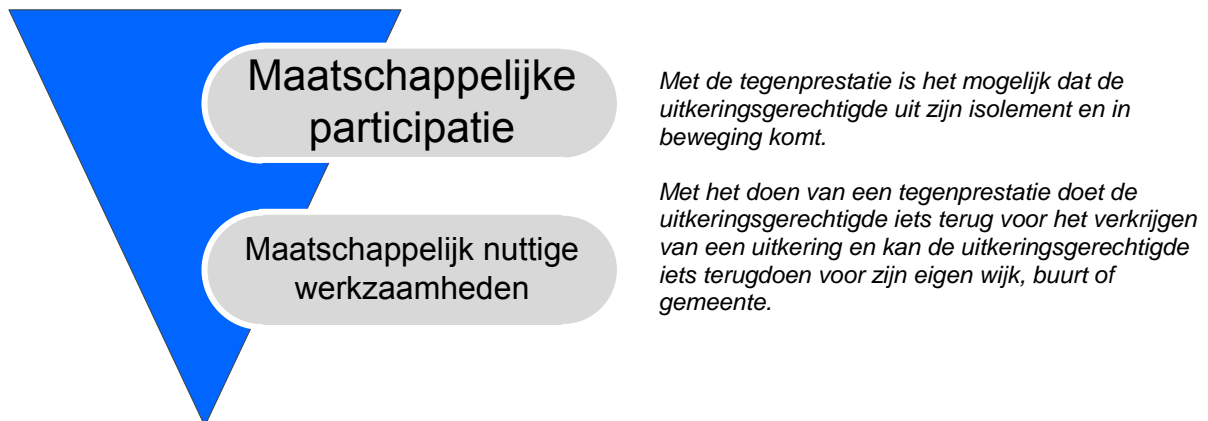 Maatschappelijke
participatie
Met de tegenprestatie is het mogelijk dat de
uitkeringsgerechtigde uit zijn isolement en in
beweging komt.
Maatschappelijk nuttige
werkzaamheden
Met het doen van een tegenprestatie doet de
uitkeringsgerechtigde iets terug voor het verkrijgen
van een uitkering en kan de uitkeringsgerechtigde
iets terugdoen voor zijn eigen wijk, buurt of
gemeente.